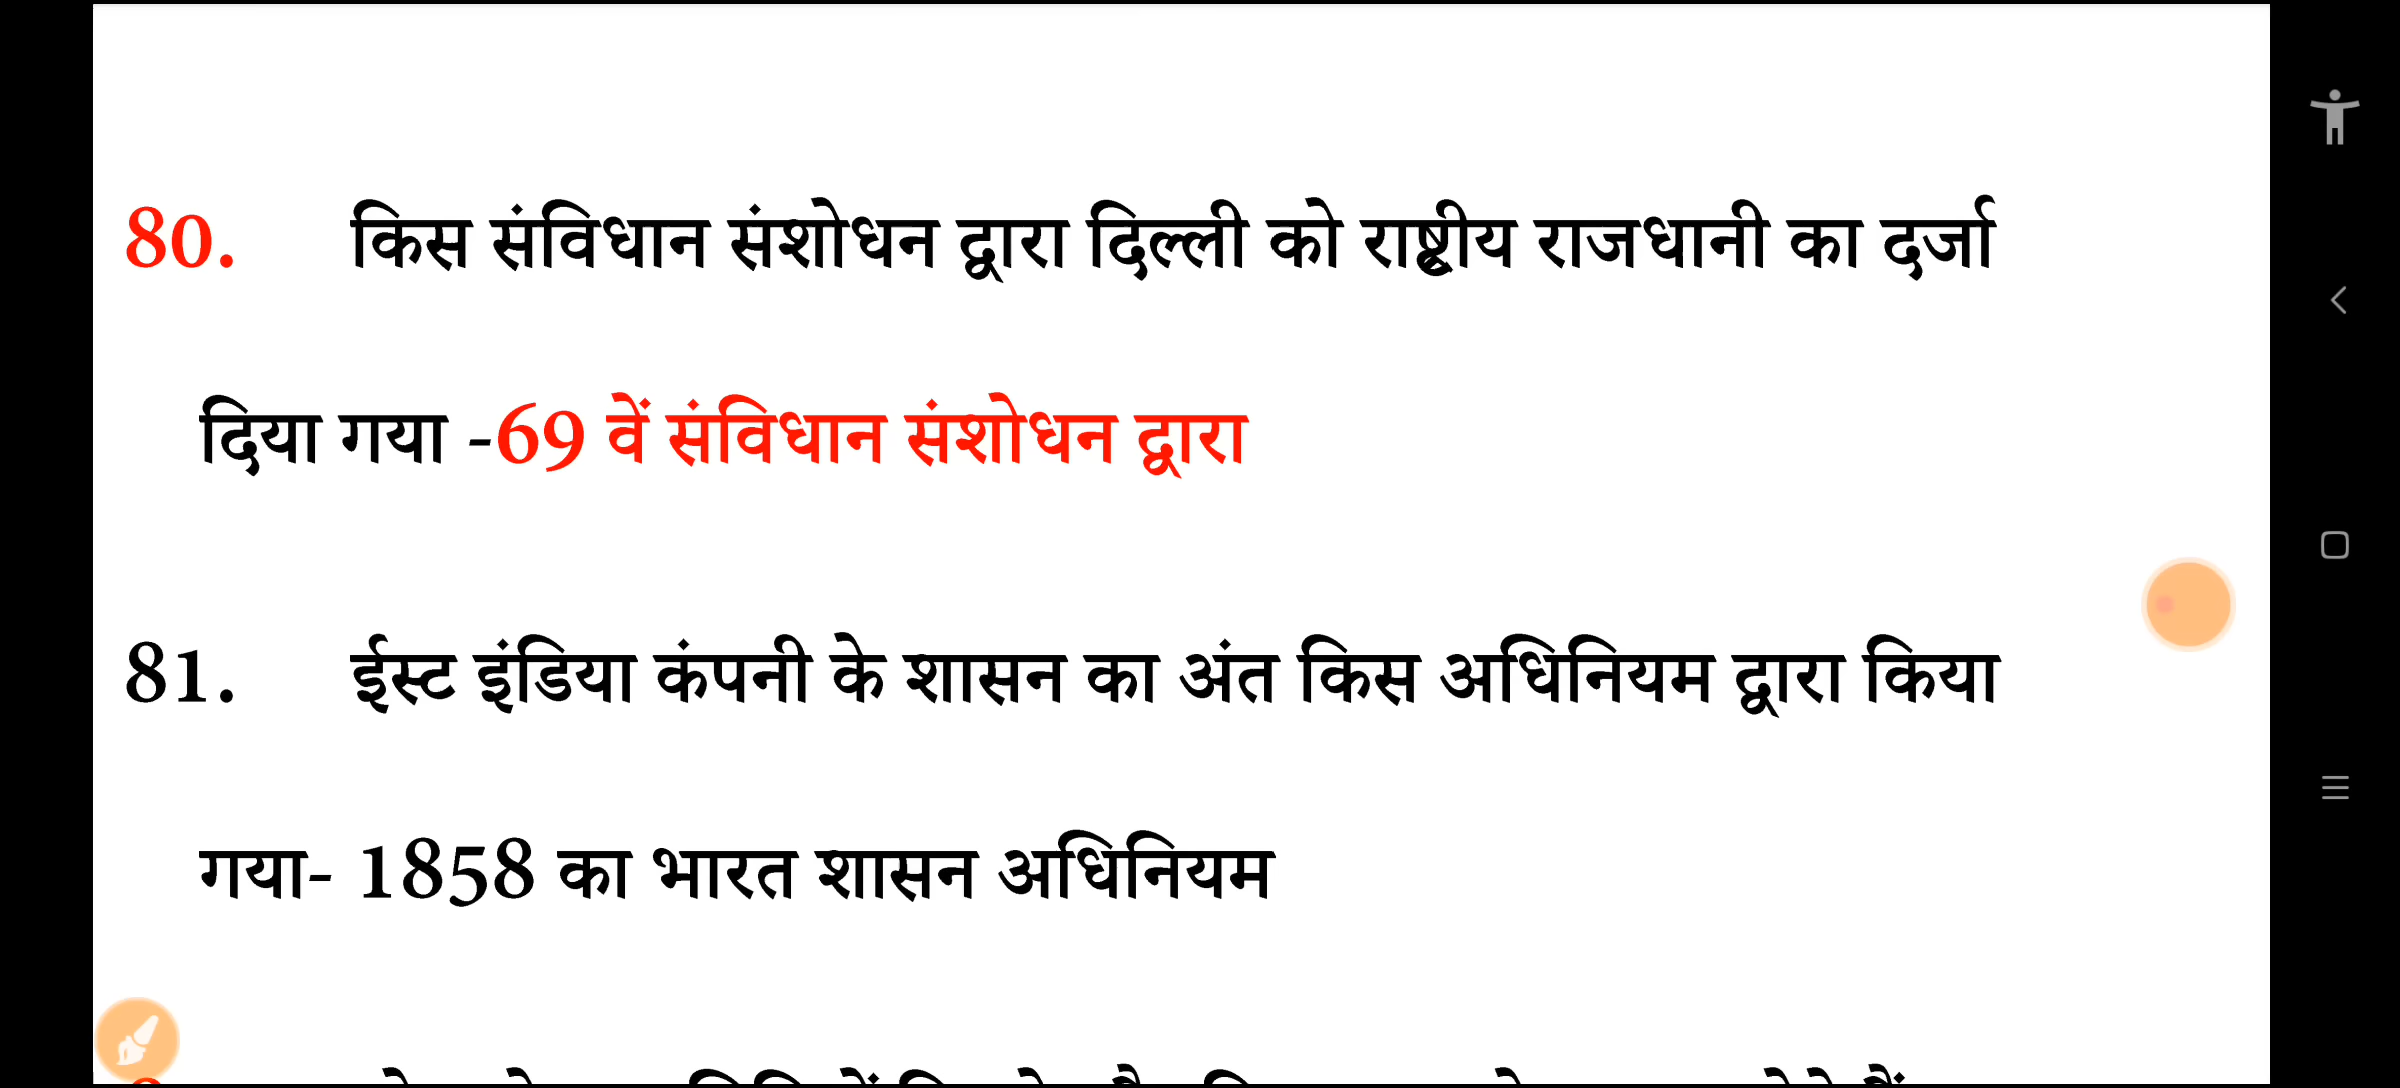 80. किस संविधान संशोधन द्वारा दिल्ली को राष्ट्रीय राजधानी का दर्जा
दिया गया -69 वें संविधान संशोधन द्वारा
81. ईस्ट इंडिया कंपनी के शासन का अंत किस अधिनियम द्वारा किया
गया- 1858 का भारत शासन अधिनियम